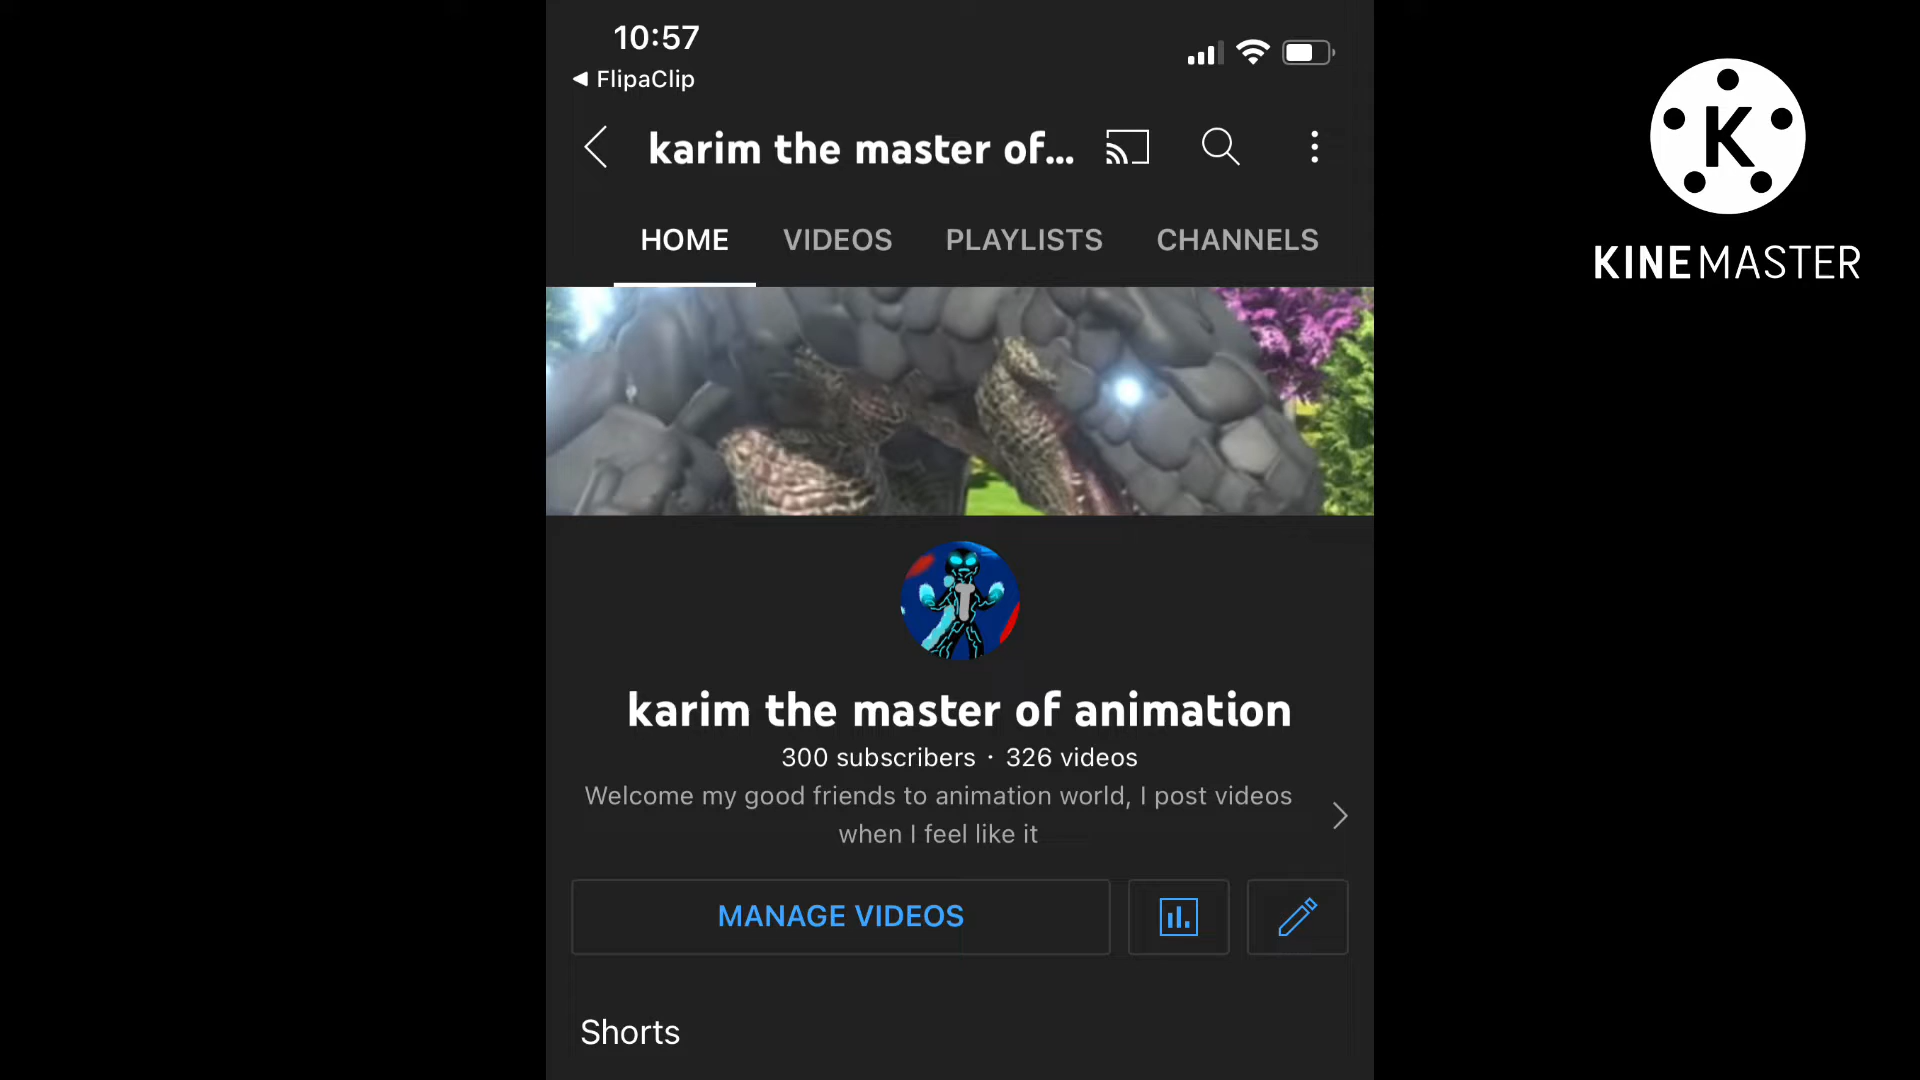 10:57
FlipaClip
karim the master of...
HOME VIDEOS PLAYLISTS CHANNELS
karim the master of animation
300 subscribers · 326 videos
Welcome my good friends to animation world, I post videos
when I feel like it
MANAGE VIDEOS
Shorts
K
KINEMASTER